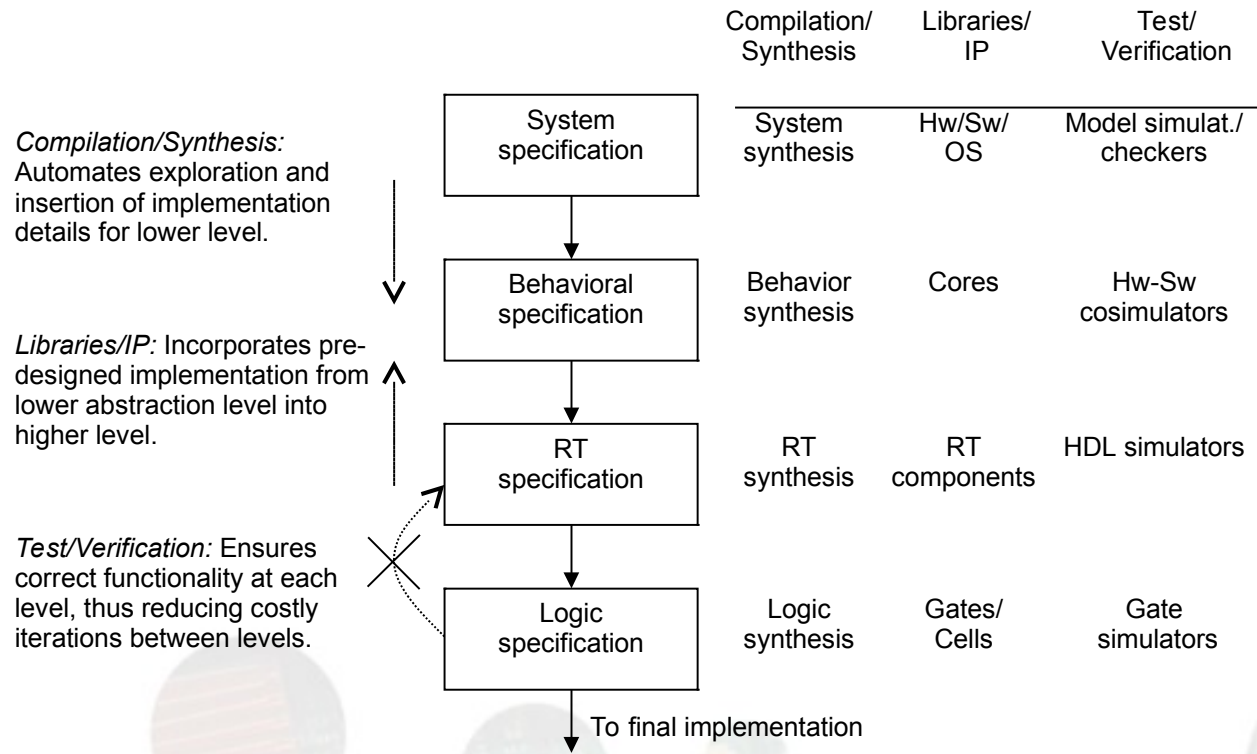 Compilation/
Synthesis
Libraries/
IP
Test/
Verification
Compilation/Synthesis:
Automates exploration and
insertion of implementation
details for lower level.
Libraries/IP: Incorporates pre-
designed implementation from
lower abstraction level into
higher level.
Test/Verification: Ensures
correct functionality at each
level, thus reducing costly
iterations between levels.
System
specification
System
synthesis
Hw/Sw/
OS
Model simulat./
checkers
Behavioral
specification
Behavior
synthesis
Cores
Hw-Sw
cosimulators
RT
specification
RT
synthesis
RT
components
HDL simulators
Logic
specification
Logic
synthesis
Gates/
Cells
Gate
simulators
To final implementation